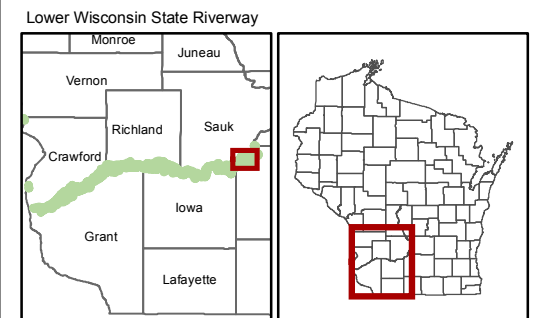 Lower Wisconsin State Riverway
Monroe
Juneau
Vernon
Richland
Sauk
Crawford
Iowa
Grant
Lafayette